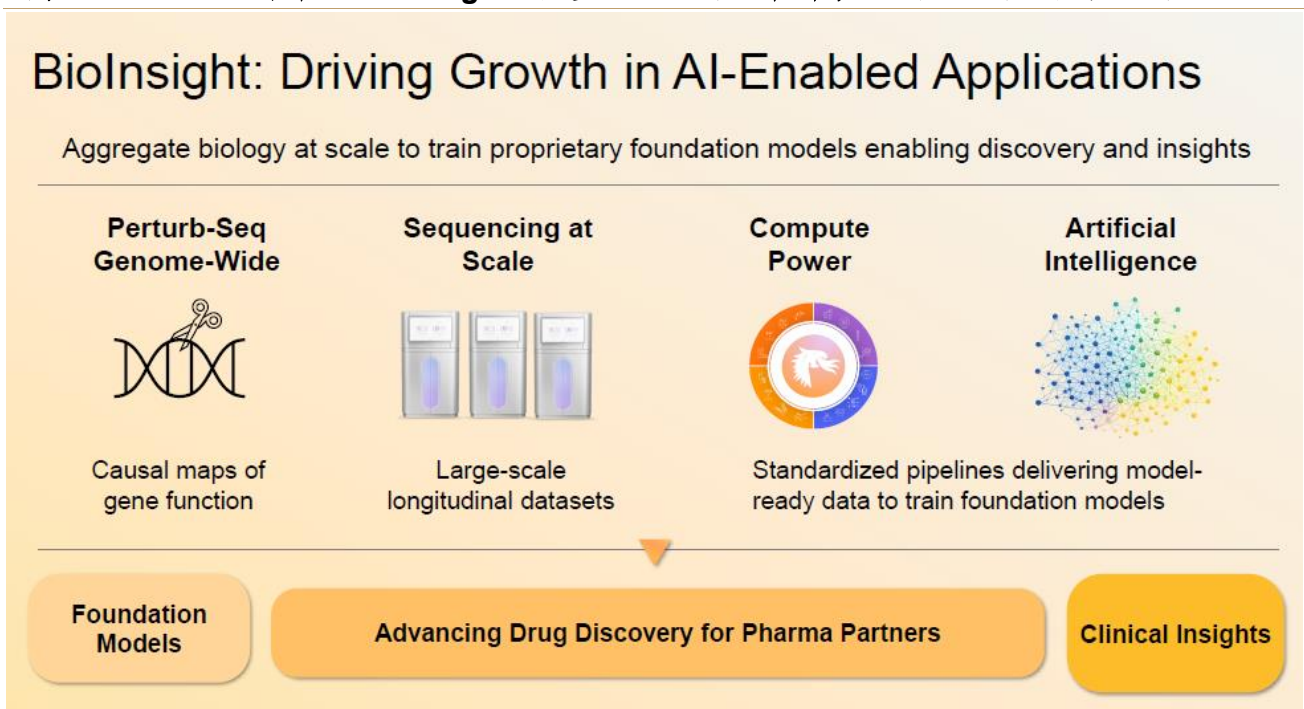 BioInsight: Driving Growth in AI-Enabled Applications
Aggregate biology at scale to train proprietary foundation models enabling discovery and insights
Perturb-Seq
Genome-Wide
Causal maps of
gene function
Sequencing at
Scale
Large-scale
longitudinal datasets
Compute
Power
Artificial
Intelligence
Standardized pipelines delivering model-
ready data to train foundation models
Foundation
Models
Advancing Drug Discovery for Pharma Partners
Clinical Insights